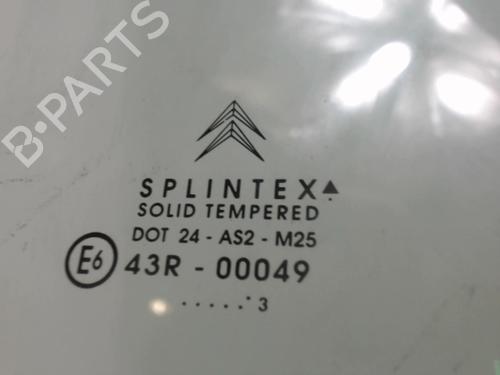 B-PARTS
SPLINTEX
SOLID TEMPERED
DOT 24 - AS2 - M25
E6 43R - 00049
.....• 3